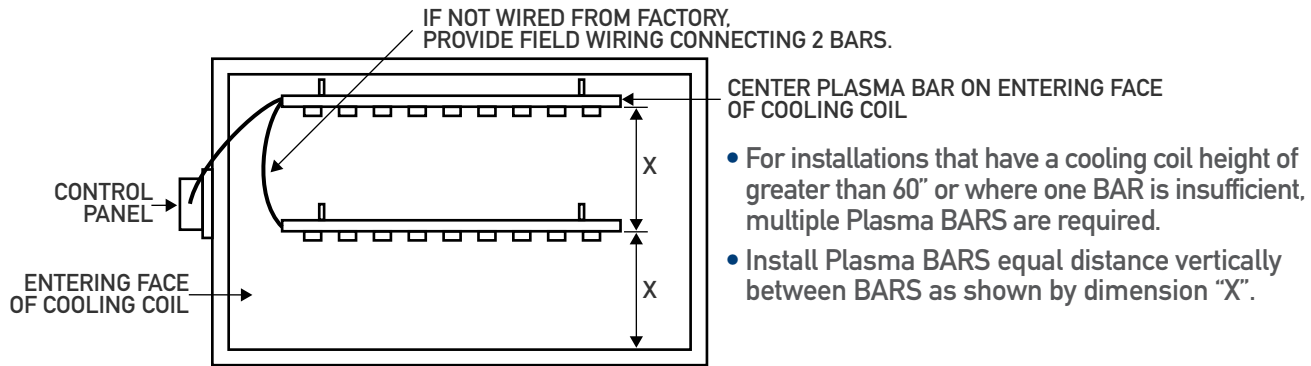 IF NOT WIRED FROM FACTORY,
PROVIDE FIELD WIRING CONNECTING 2 BARS.
CENTER PLASMA BAR ON ENTERING FACE
OF COOLING COIL
X
CONTROL
PANEL
ENTERING FACE
OF COOLING COIL
X
• For installations that have a cooling coil height of
greater than 60” or where one BAR is insufficient,
multiple Plasma BARS are required.
• Install Plasma BARS equal distance vertically
between BARS as shown by dimension “X”.